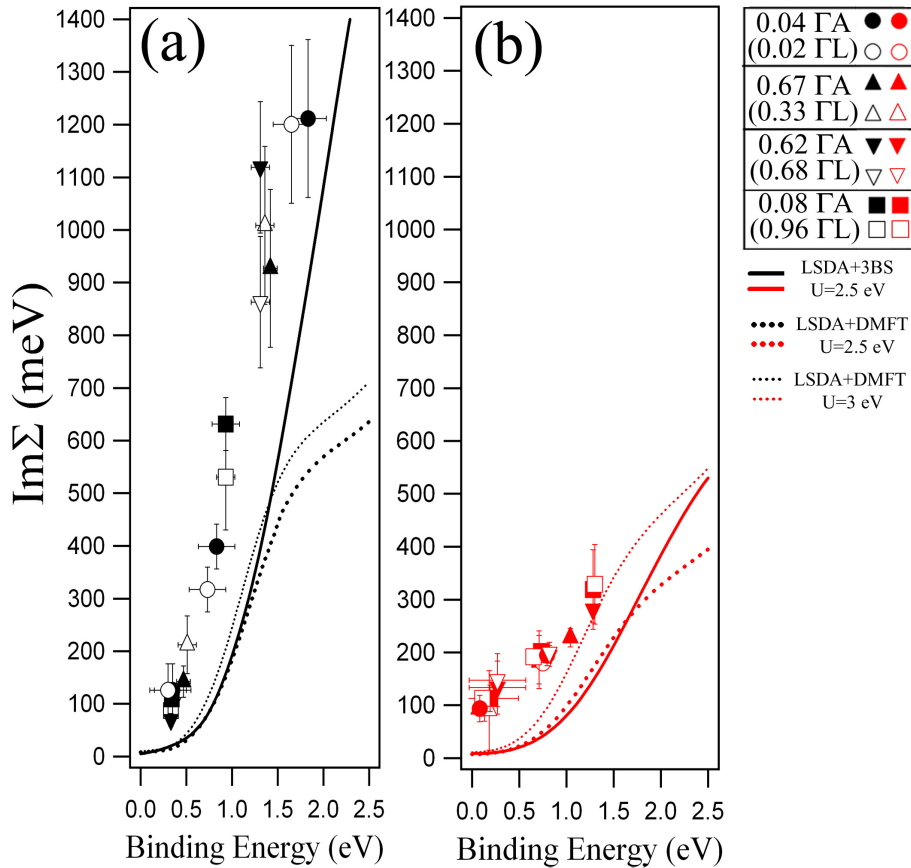 (a)
(b)
1400
1300
1200
1100
1000
900
800
700
600
500
400
300
200
100
0
1400
1300
1200
1100
1000
900
800
700
600
500
400
300
200
100
0
ImΣ (meV)
0.0 0.5 1.0 1.5 2.0 2.5
0.0 0.5 1.0 1.5 2.0 2.5
Binding Energy (eV)
Binding Energy (eV)
0.04 ΓA
(0.02 ΓL)
0.67 ΓA
(0.33 ΓL)
0.62 ΓA
(0.68 ΓL)
0.08 ΓA
(0.96 ΓL)
LSDA+3BS
U=2.5 eV
LSDA+DMFT
U=2.5 eV
LSDA+DMFT
U=3 eV